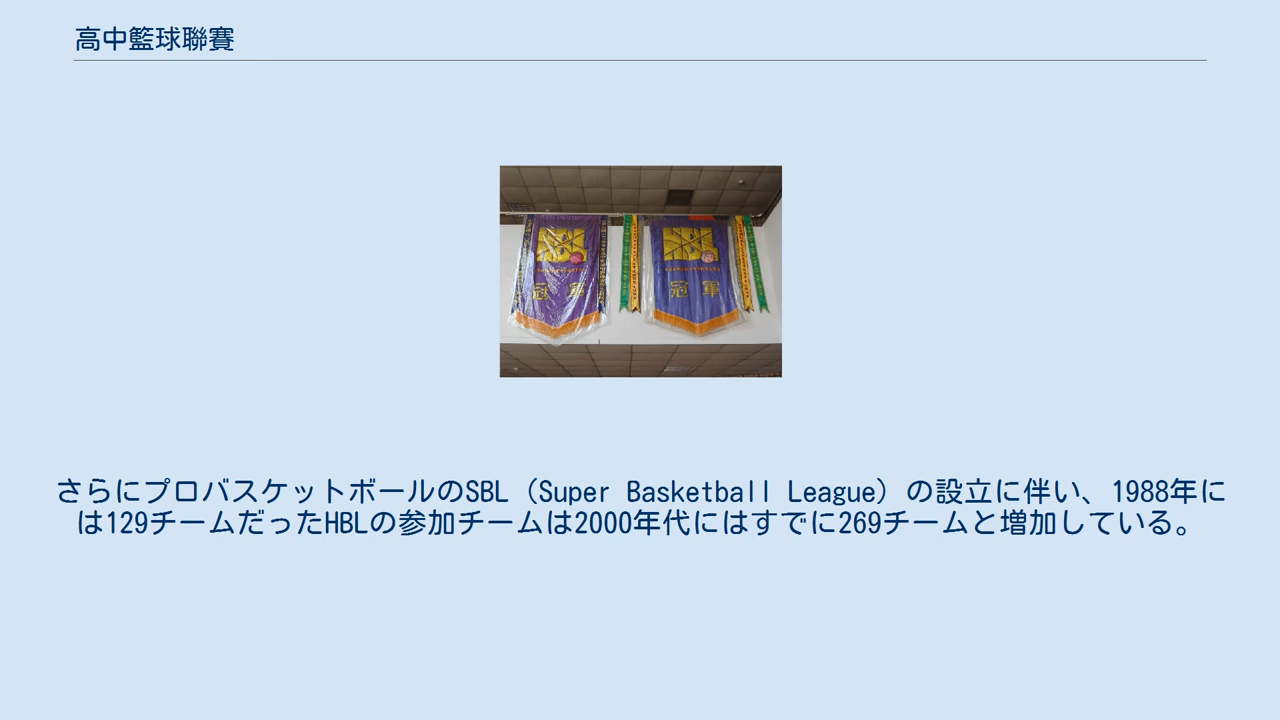 高中籃球聯賽
HBL
HBL
冠軍
冠軍
さらにプロバスケットボールのSBL（Super Basketball League）の設立に伴い、1988年に
は129チームだったHBLの参加チームは2000年代にはすでに269チームと増加している。